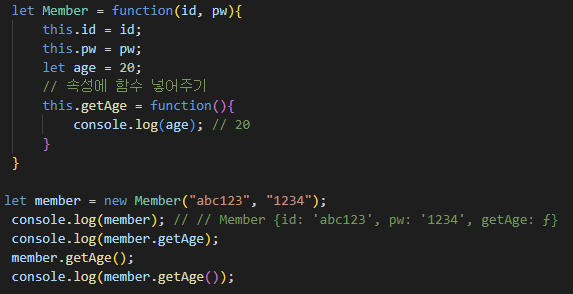 let Member = function(id, pw){
this.id = id;
this.pw = pw;
let age = 20;
// 속성에 함수 넣어주기
this.getAge = function(){
console.log(age); // 20
}
}
let member = new Member("abc123", "1234");
console.log(member); // // Member {id: 'abc123', pw: '1234', getAge: ƒ}
console.log(member.getAge);
member.getAge();
console.log(member.getAge());